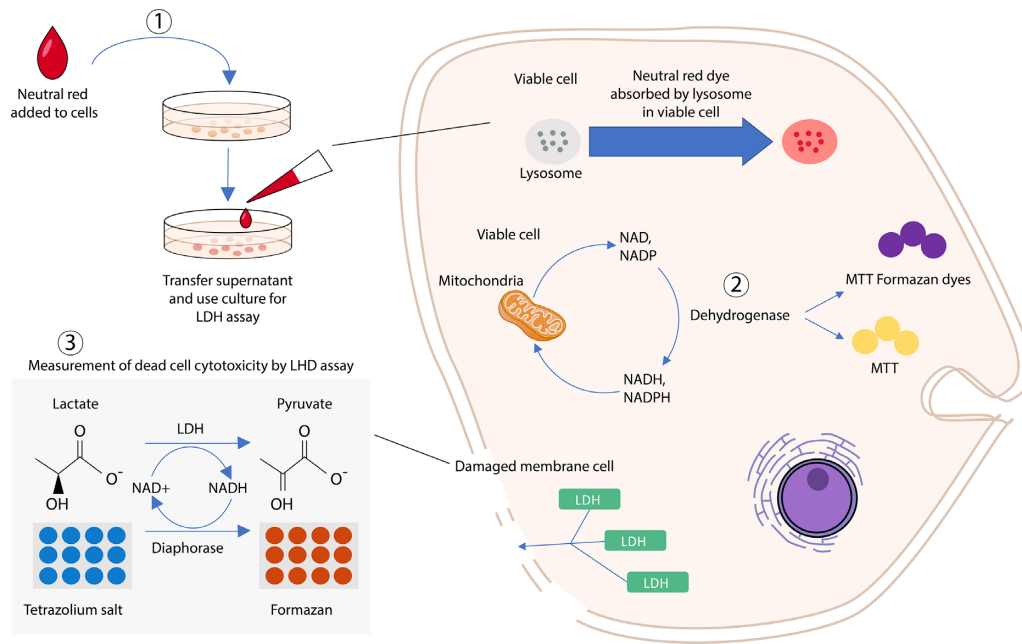 1
Neutral red
added to cells
Transfer supernatant
and use culture for
LDH assay
Viable cell
Neutral red dye
absorbed by lysosome
in viable cell
Lysosome
Viable cell
Mitochondria
NAD,
NADP
NADH,
NADPH
2
Dehydrogenase
MTT Formazan dyes
MTT
3
Measurement of dead cell cytotoxicity by LHD assay
Lactate
Pyruvate
LDH
O
O-
OH
O
O-
OH
NAD+
NADH
Diaphorase
Tetrazolium salt
Formazan
Damaged membrane cell
LDH
LDH
LDH